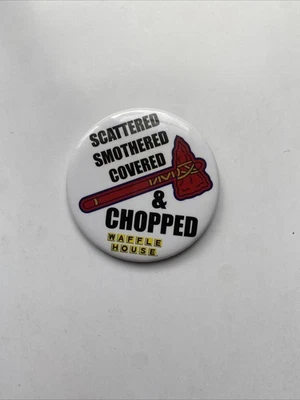 SCATTERED
SMOTHERED
COVERED
&
CHOPPED
WAFFLE
HOUSE